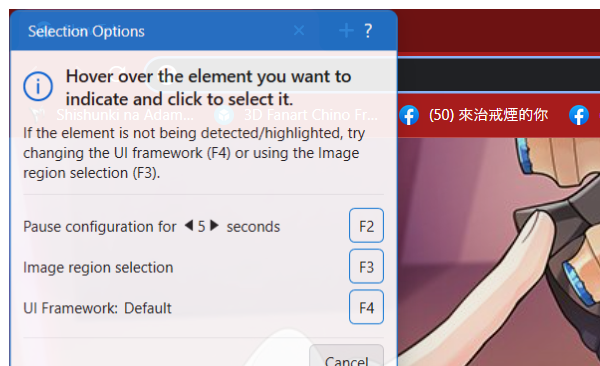 Selection Options
?
Hover over the element you want to
indicate and click to select it.
Shishunki na Adam...
3D Fanart Chino Fr...
(50) 來治戒煙的你
If the element is not being detected/highlighted, try
changing the UI framework (F4) or using the Image
region selection (F3).
Pause configuration for 5 seconds
F2
Image region selection
F3
UI Framework: Default
F4
Cancel